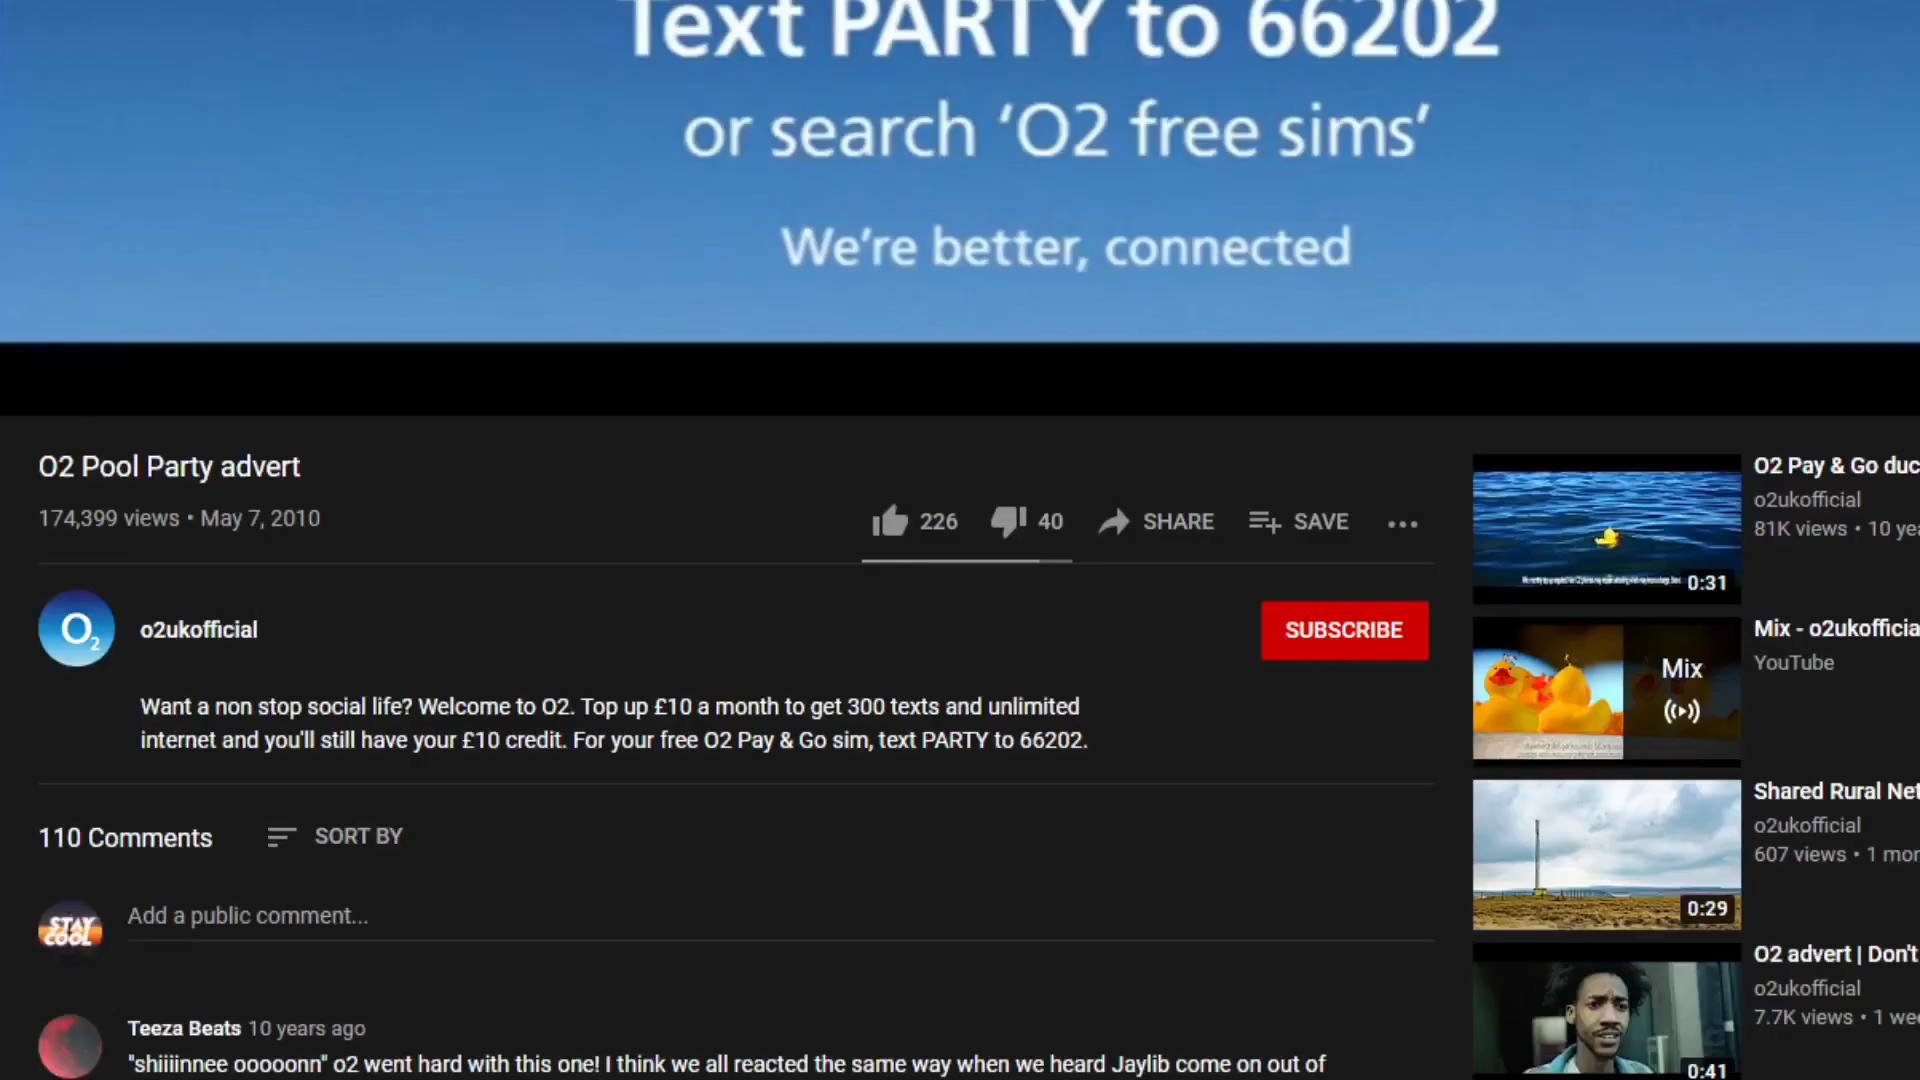 Text PARTY to 66202
or search ‘O2 free sims’
We’re better, connected
O2 Pool Party advert
174,399 views • May 7, 2010
226
40
SHARE
SAVE
O2
o2ukofficial
SUBSCRIBE
Want a non stop social life? Welcome to O2. Top up £10 a month to get 300 texts and unlimited
internet and you'll still have your £10 credit. For your free O2 Pay & Go sim, text PARTY to 66202.
110 Comments
SORT BY
STAY
COOL
Add a public comment...
Teeza Beats 10 years ago
"shiiiinnee ooooonn" o2 went hard with this one! I think we all reacted the same way when we heard Jaylib come on out of
0:31
O2 Pay & Go duc
o2ukofficial
81K views • 10 yea
Mix
Mix - o2ukofficia
YouTube
0:29
Shared Rural Net
o2ukofficial
607 views • 1 mon
0:41
O2 advert | Don't
o2ukofficial
7.7K views • 1 wee